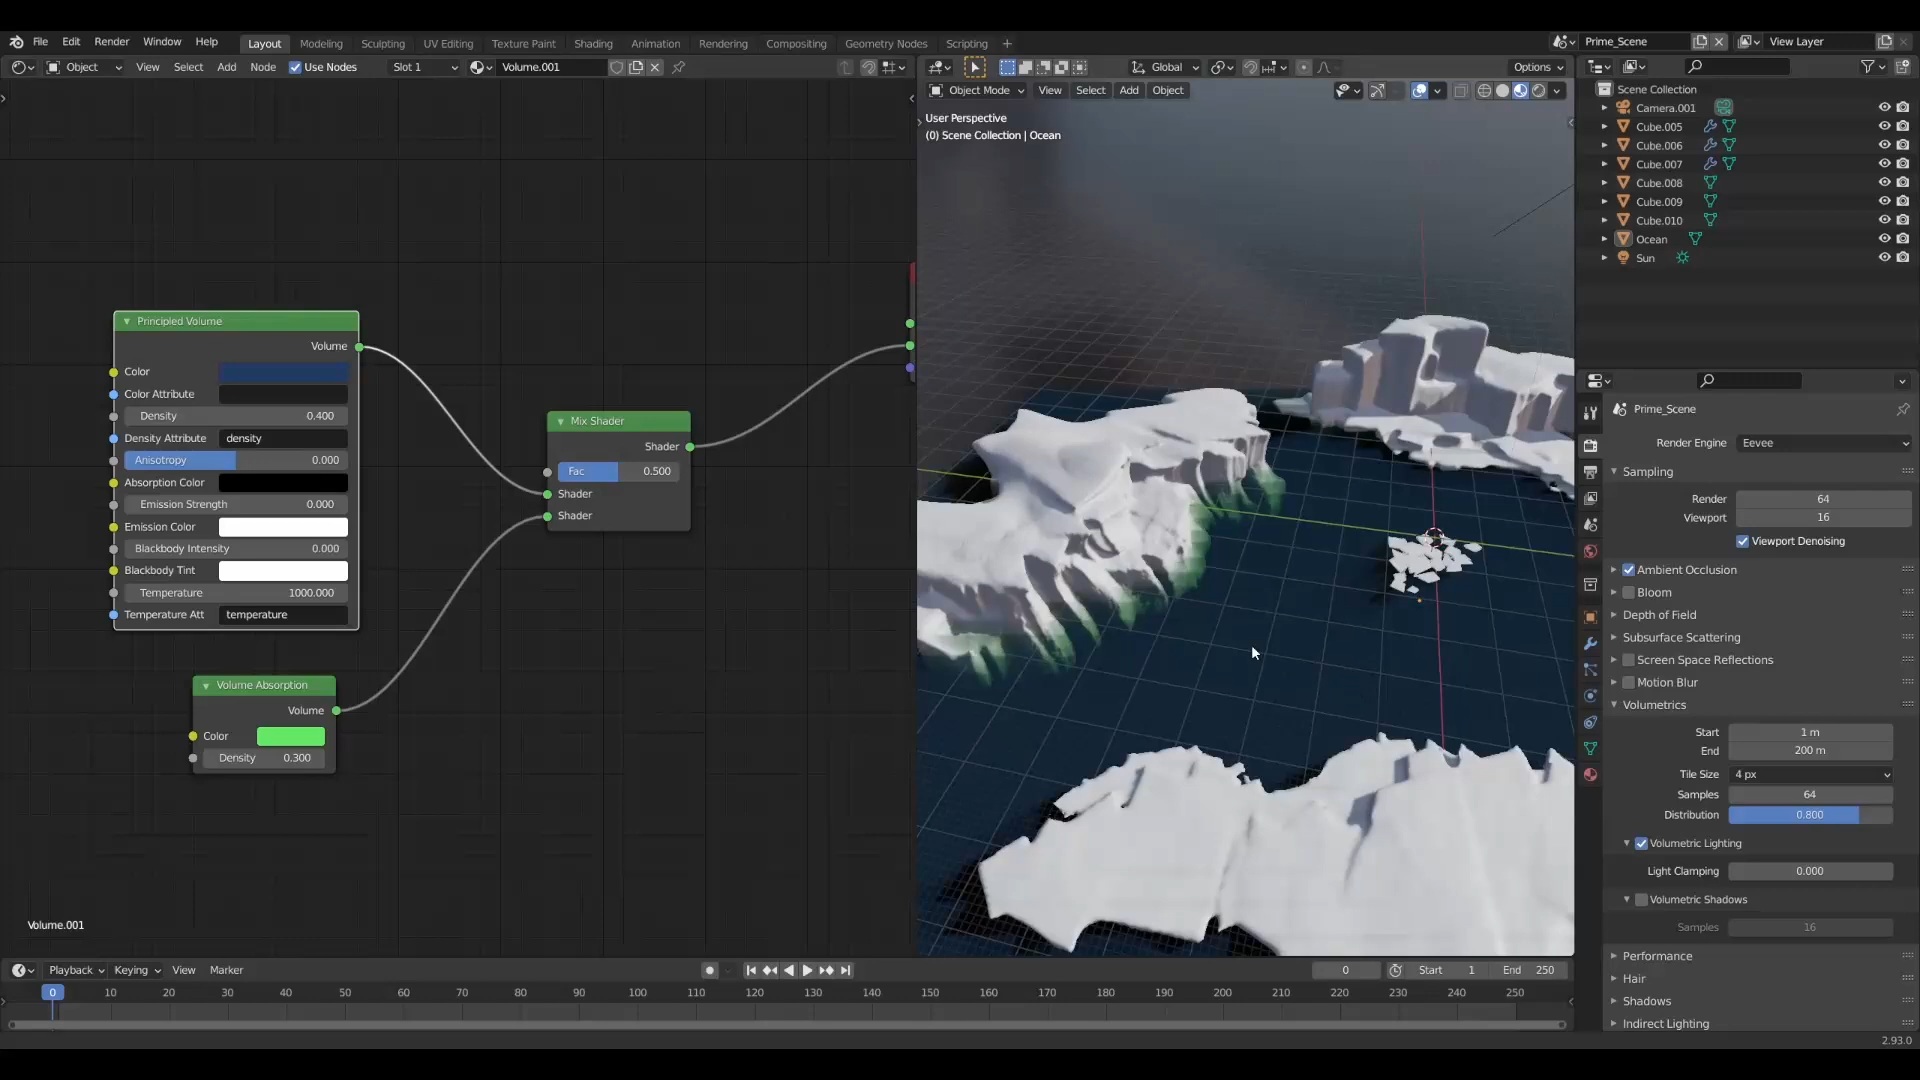 File Edit Render Window Help Layout Modeling Sculpting UV Editing Texture Paint Shading Animation Rendering Compositing Geometry Nodes Scripting + Prime_Scene View Layer
Object View Select Add Node Use Nodes Slot 1 Volume.001 Global Options
Object Mode View Select Add Object
User Perspective
(0) Scene Collection | Ocean
Principled Volume
Volume
Color
Color Attribute
Density 0.400
Density Attribute density
Anisotropy 0.000
Absorption Color
Emission Strength 0.000
Emission Color
Blackbody Intensity 0.000
Blackbody Tint
Temperature 1000.000
Temperature Att temperature
Volume Absorption
Volume
Color
Density 0.300
Mix Shader
Shader
Fac 0.500
Shader
Shader
Volume.001
Scene Collection
Camera.001
Cube.005
Cube.006
Cube.007
Cube.008
Cube.009
Cube.010
Ocean
Sun
Prime_Scene
Render Engine Eevee
Sampling
Render 64
Viewport 16
Viewport Denoising
Ambient Occlusion
Bloom
Depth of Field
Subsurface Scattering
Screen Space Reflections
Motion Blur
Volumetrics
Start 1 m
End 200 m
Tile Size 4 px
Samples 64
Distribution 0.800
Volumetric Lighting
Light Clamping 0.000
Volumetric Shadows
Samples 16
Performance
Hair
Shadows
Indirect Lighting
Playback Keying View Marker 0 Start 1 End 250
0 10 20 30 40 50 60 70 80 90 100 110 120 130 140 150 160 170 180 190 200 210 220 230 240 250
2.93.0